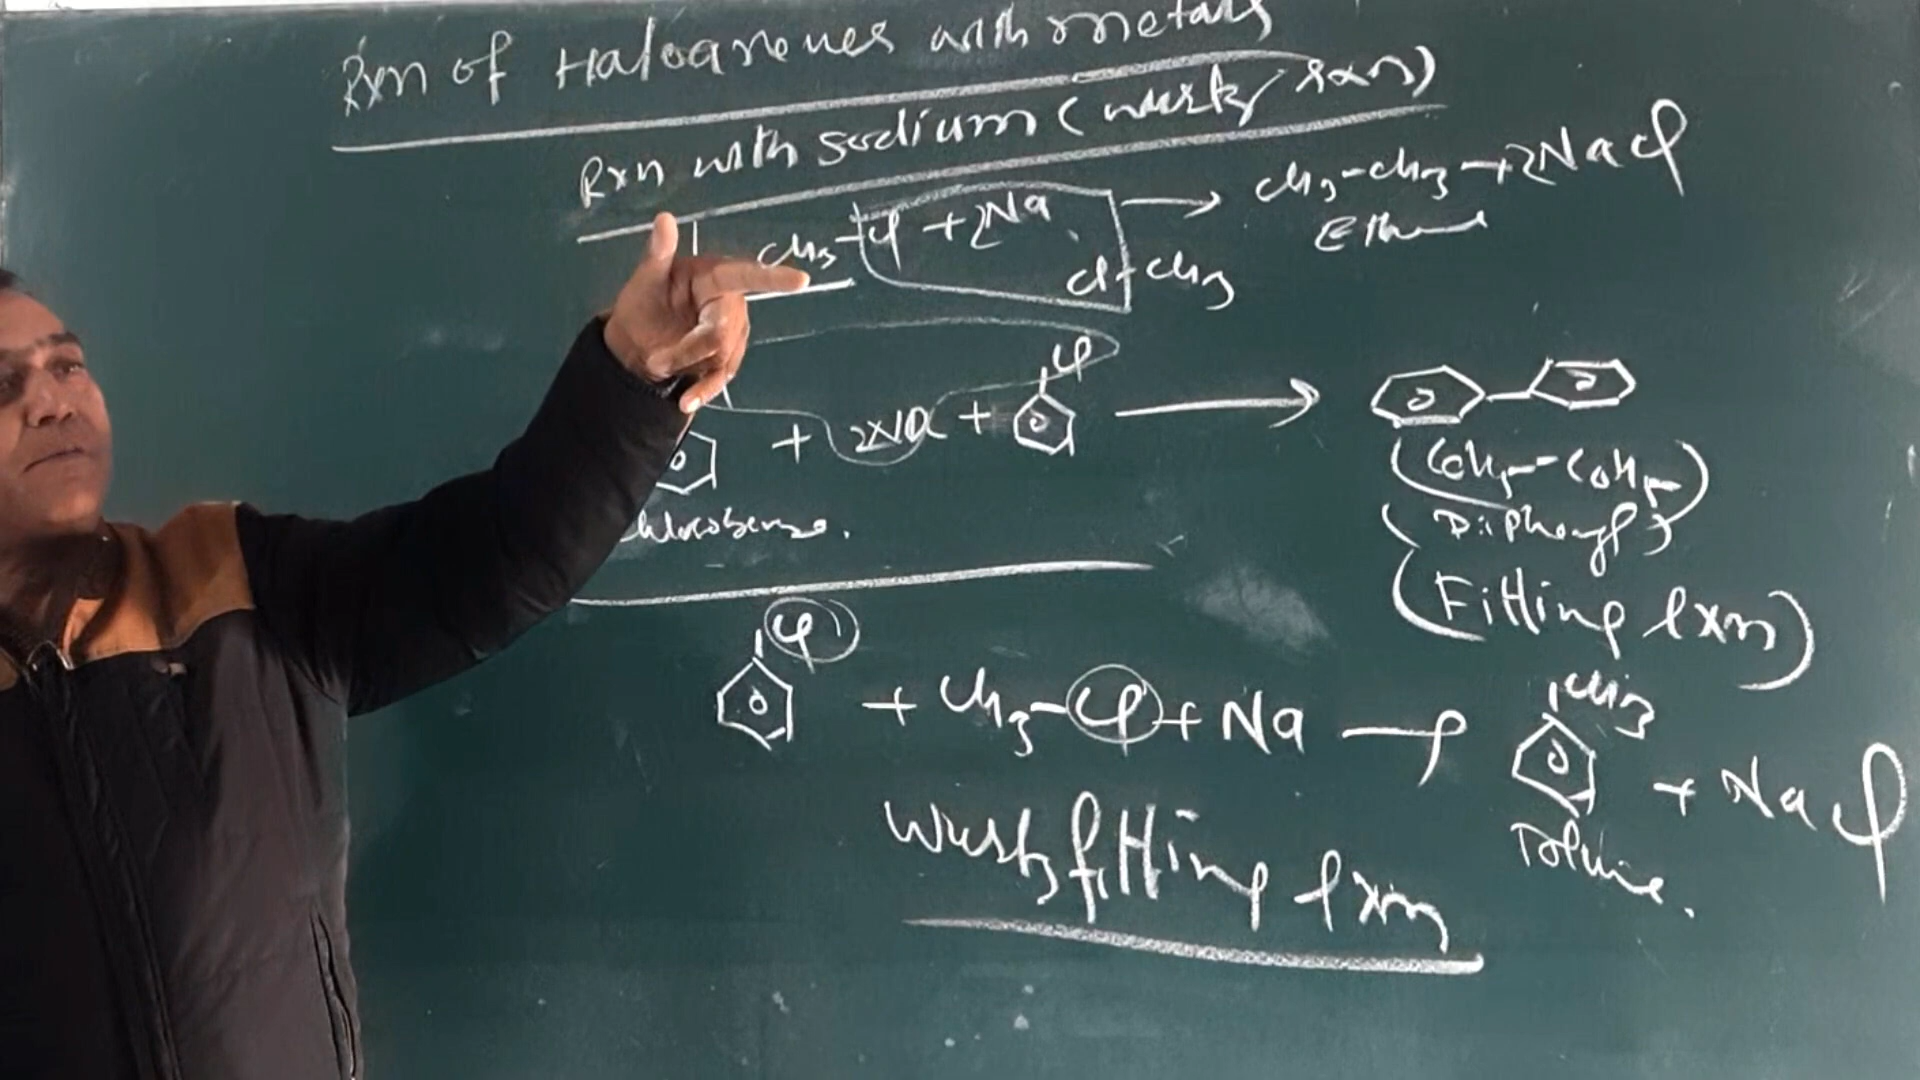 Rxn of Haloarenes with metals
Rxn with sodium (wurtz rxn)
CH3-Cl + 2Na Cl-CH3 → CH3-CH3 + 2NaCl
Ethane
Cl
+ 2Na + →
(C6H5-C6H5)
Chlorobenzene.
(Diphenyl)
(Fitting rxn)
Cl CH3
+ CH3-Cl + Na → + NaCl
Toluene.
Wurtz fitting rxn